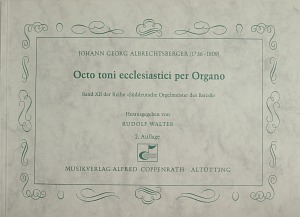 JOHANN GEORG ALBRECHTSBERGER (1736-1809)
Octo toni ecclesiastici per Organo
Band XII der Reihe »Süddeutsche Orgelmeister des Barock«
Herausgegeben von
RUDOLF WALTER
2. Auflage
MUSIKVERLAG ALFRED COPPENRATH · ALTÖTTING